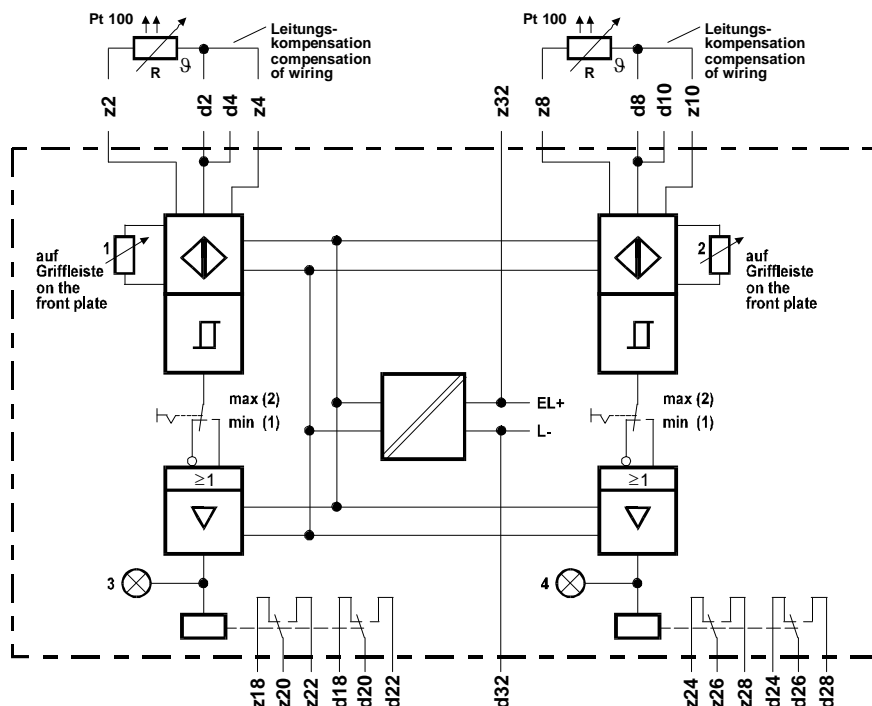 Pt 100
R
ϑ
Leitungs-
kompensation
compensation
of wiring
Pt 100
R
ϑ
Leitungs-
kompensation
compensation
of wiring
z2
d2
d4
z4
z32
z8
d8
d10
z10
1
auf
Griffleiste
on the
front plate
2
auf
Griffleiste
on the
front plate
max (2)
min (1)
EL+
L-
max (2)
min (1)
≥1
≥1
3
4
z18
z20
z22
d18
d20
d22
d32
z24
z26
z28
d24
d26
d28